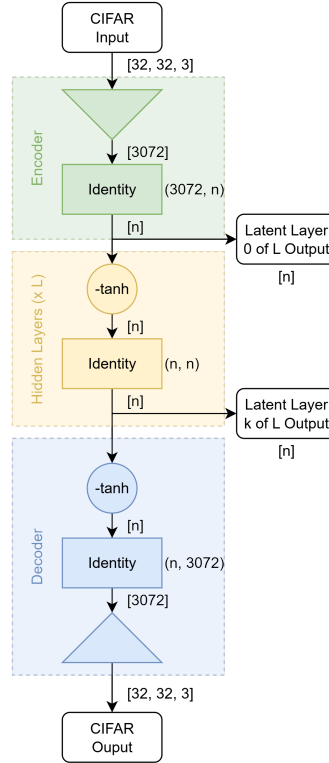 CIFAR
Input
[32, 32, 3]
Encoder
[3072]
Identity
(3072, n)
[n]
Latent Layer
0 of L Output
[n]
Hidden Layers (x L)
-tanh
[n]
Identity
(n, n)
[n]
Latent Layer
k of L Output
[n]
Decoder
-tanh
[n]
Identity
(n, 3072)
[3072]
[32, 32, 3]
CIFAR
Ouput